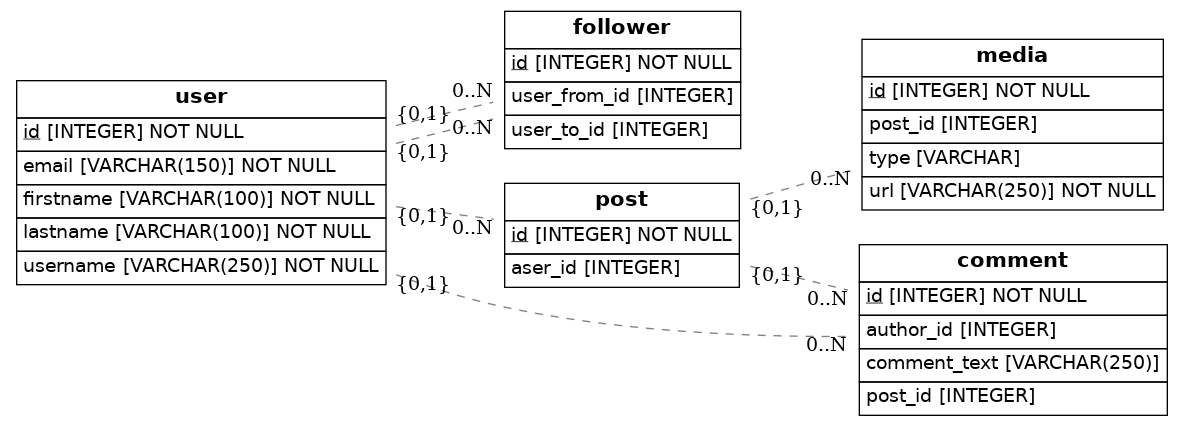 user
id [INTEGER] NOT NULL
email [VARCHAR(150)] NOT NULL
firstname [VARCHAR(100)] NOT NULL
lastname [VARCHAR(100)] NOT NULL
username [VARCHAR(250)] NOT NULL
follower
id [INTEGER] NOT NULL
user_from_id [INTEGER]
user_to_id [INTEGER]
post
id [INTEGER] NOT NULL
aser_id [INTEGER]
media
id [INTEGER] NOT NULL
post_id [INTEGER]
type [VARCHAR]
url [VARCHAR(250)] NOT NULL
comment
id [INTEGER] NOT NULL
author_id [INTEGER]
comment_text [VARCHAR(250)]
post_id [INTEGER]
0..N
{0,1}
0..N
{0,1}
{0,1}
0..N
{0,1}
0..N
0..N
{0,1}
{0,1}
0..N